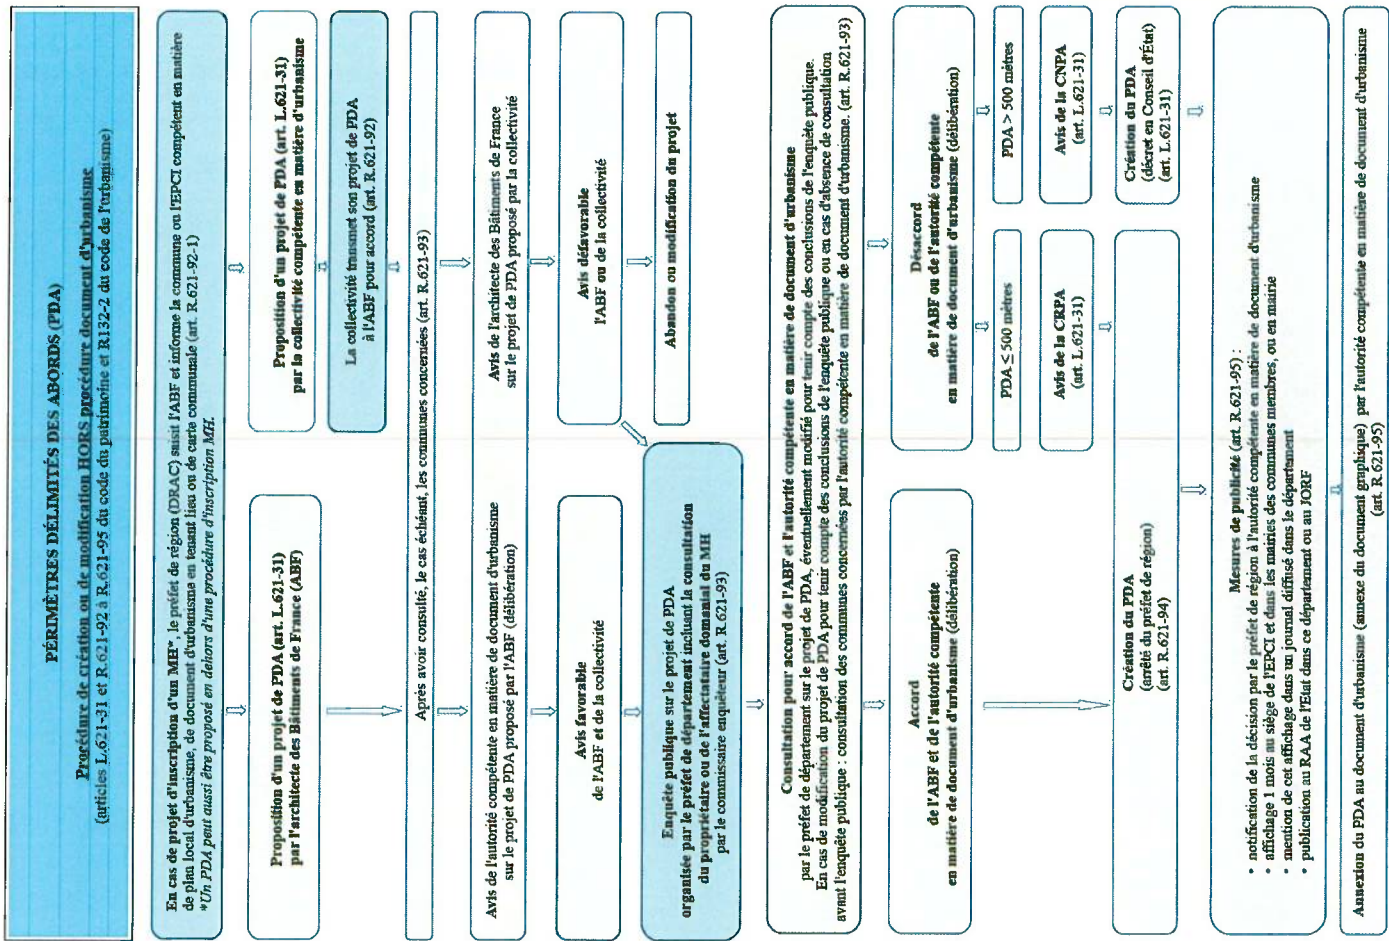 PÉRIMÈTRES DÉLIMITÉS DES ABORDS (PDA)
Procédure de création ou de modification HORS procédure document d'urbanisme
(articles L.621-31 et R.621-92 à R.621-95 du code du patrimoine et R132-2 du code de l'urbanisme)
En cas de projet d'inscription d'un MH*, le préfet de région (DRAC) saisit l'ABF et informe la commune ou l'EPCI compétent en matière
de plan local d'urbanisme, de document d'urbanisme en tenant lieu ou de carte communale (art. R.621-92-1)
*Un PDA peut aussi être proposé en dehors d'une procédure d'inscription MH.
Proposition d'un projet de PDA (art. L.621-31)
par l'architecte des Bâtiments de France (ABF)
Proposition d'un projet de PDA (art. L.621-31)
par la collectivité compétente en matière d'urbanisme
La collectivité transmet son projet de PDA
à l'ABF pour accord (art. R.621-92)
Après avoir consulté, le cas échéant, les communes concernées (art. R.621-93)
Avis de l'autorité compétente en matière de document d'urbanisme
sur le projet de PDA proposé par l'ABF (délibération)
Avis de l'architecte des Bâtiments de France
sur le projet de PDA proposé par la collectivité
Avis favorable
de l'ABF et de la collectivité
Avis défavorable
l'ABF ou de la collectivité
Enquête publique sur le projet de PDA
organisée par le préfet de département incluant la consultation
du propriétaire ou de l'affectataire domanial du MH
par le commissaire enquêteur (art. R.621-93)
Abandon ou modification du projet
Consultation pour accord de l'ABF et l'autorité compétente en matière de document d'urbanisme
par le préfet de département sur le projet de PDA, éventuellement modifié pour tenir compte des conclusions de l'enquête publique.
En cas de modification du projet de PDA pour tenir compte des conclusions de l'enquête publique ou en cas d'absence de consultation
avant l'enquête publique : consultation des communes concernées par l'autorité compétente en matière de document d'urbanisme. (art. R.621-93)
Accord
de l'ABF et de l'autorité compétente
en matière de document d'urbanisme (délibération)
Désaccord
de l'ABF ou de l'autorité compétente
en matière de document d'urbanisme (délibération)
PDA ≤ 500 mètres
PDA > 500 mètres
Avis de la CRPA
(art. L.621-31)
Avis de la CNPA
(art. L.621-31)
Création du PDA
(arrêté du préfet de région)
(art. R.621-94)
Création du PDA
(décret en Conseil d'État)
(art. L.621-31)
Mesures de publicité (art. R.621-95) :
• notification de la décision par le préfet de région à l'autorité compétente en matière de document d'urbanisme
• affichage 1 mois au siège de l'EPCI et dans les mairies des communes membres, ou en mairie
• mention de cet affichage dans un journal diffusé dans le département
• publication au RAA de l'État dans ce département ou au JORF
Annexion du PDA au document d'urbanisme (annexe du document graphique) par l'autorité compétente en matière de document d'urbanisme
(art. R.621-95)